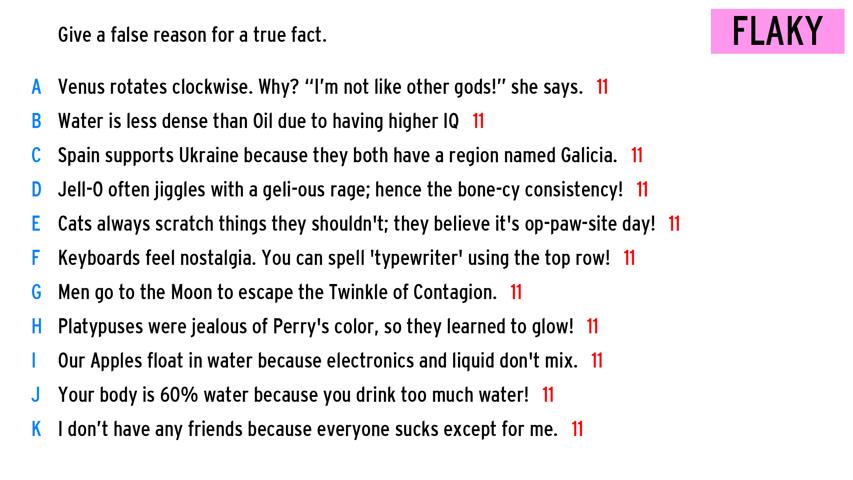 Give a false reason for a true fact.
FLAKY
A Venus rotates clockwise. Why? “I’m not like other gods!” she says. 11
B Water is less dense than Oil due to having higher IQ 11
C Spain supports Ukraine because they both have a region named Galicia. 11
D Jell-O often jiggles with a geli-ous rage; hence the bone-cy consistency! 11
E Cats always scratch things they shouldn't; they believe it's op-paw-site day! 11
F Keyboards feel nostalgia. You can spell 'typewriter' using the top row! 11
G Men go to the Moon to escape the Twinkle of Contagion. 11
H Platypuses were jealous of Perry's color, so they learned to glow! 11
I Our Apples float in water because electronics and liquid don't mix. 11
J Your body is 60% water because you drink too much water! 11
K I don’t have any friends because everyone sucks except for me. 11